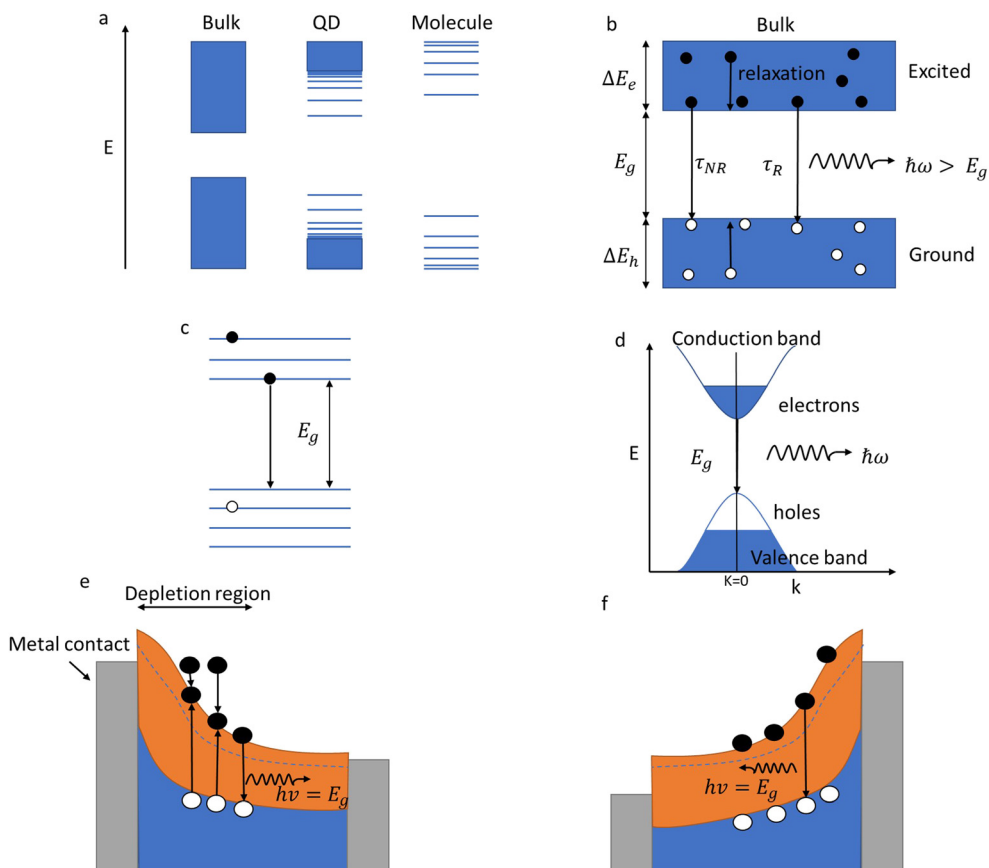 a
Bulk
QD
Molecule
E
b
Bulk
ΔE_e
relaxation
Excited
E_g
τ_NR
τ_R
ħω > E_g
ΔE_h
Ground
c
E_g
d
Conduction band
electrons
E
E_g
ħω
holes
Valence band
K=0
k
e
Depletion region
Metal contact
hv = E_g
f
hv = E_g